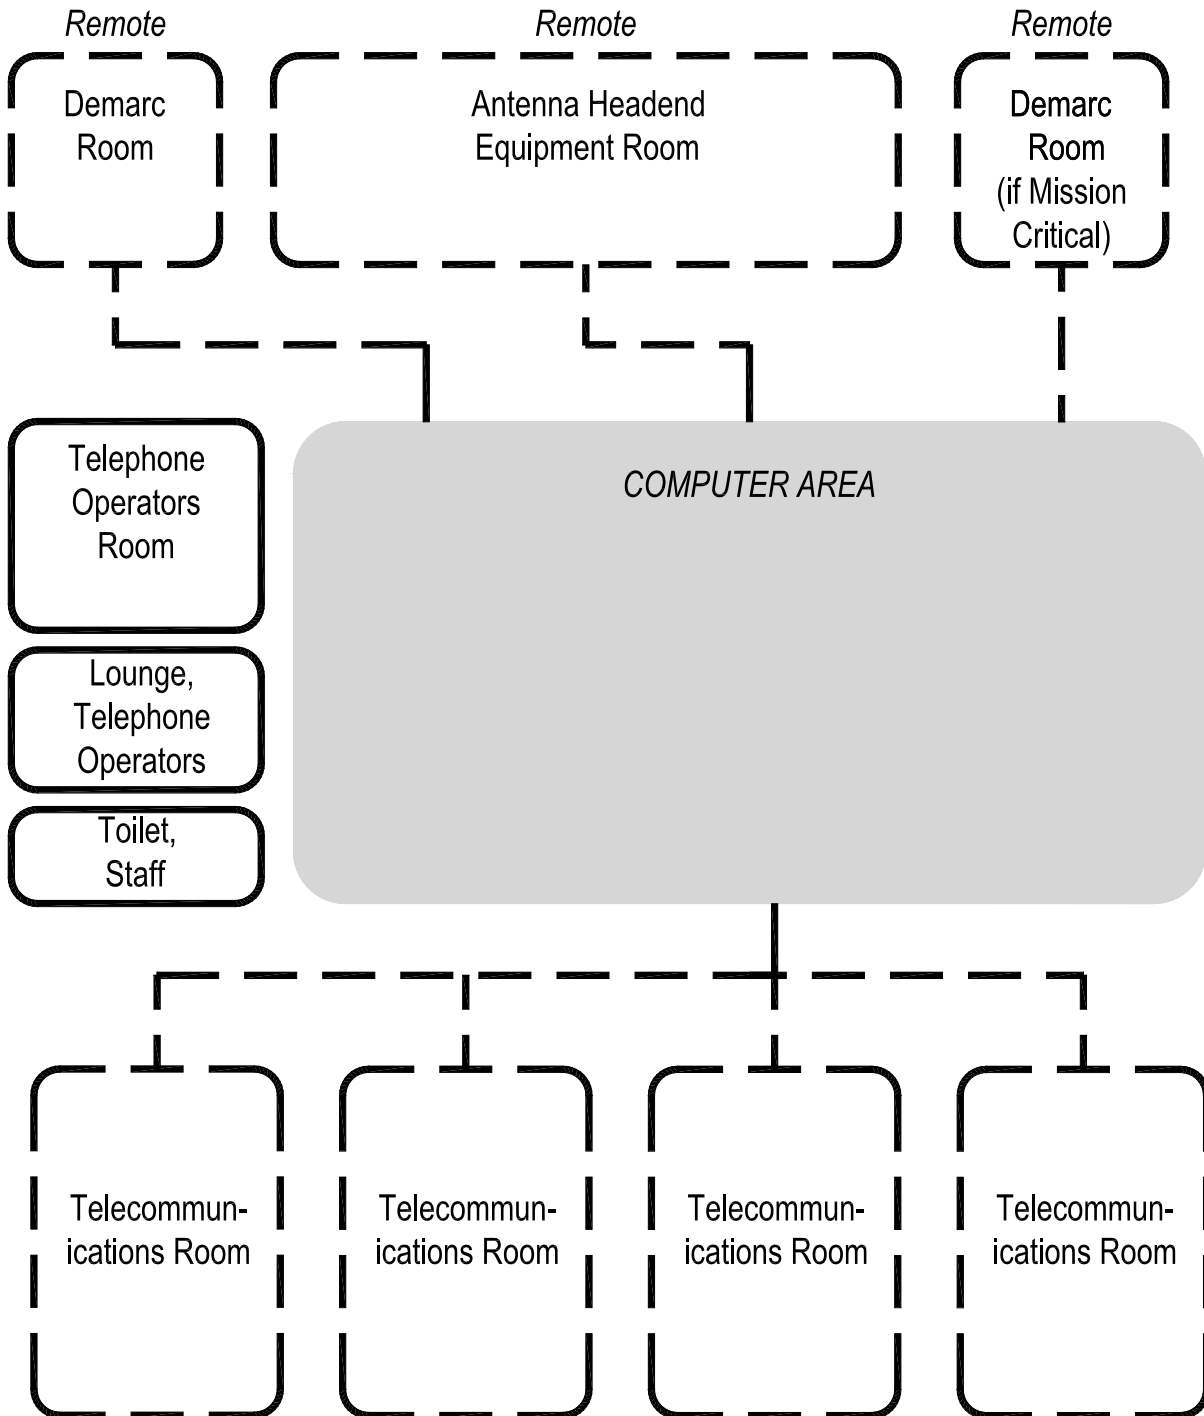 Remote
Remote
Remote
Demarc
Room
Antenna Headend
Equipment Room
Demarc
Room
(if Mission
Critical)
Telephone
Operators
Room
COMPUTER AREA
Lounge,
Telephone
Operators
Toilet,
Staff
Telecommun-
ications Room
Telecommun-
ications Room
Telecommun-
ications Room
Telecommun-
ications Room